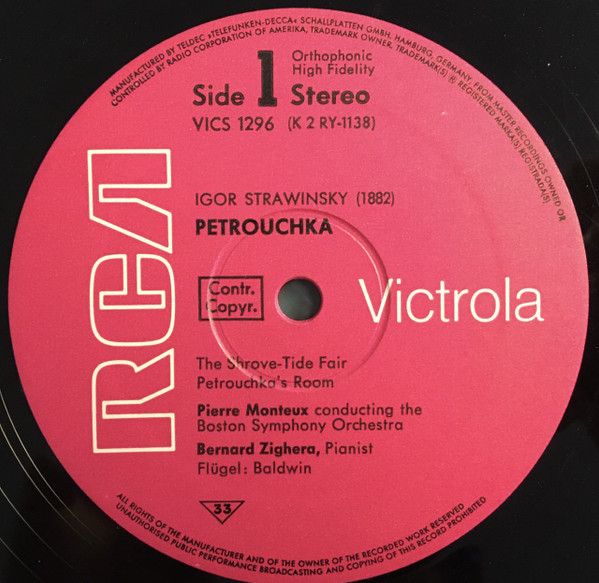 MANUFACTURED BY TELDEC »TELEFUNKEN-DECCA« SCHALLPLATTEN GMBH, HAMBURG, GERMANY, FROM MASTER RECORDINGS OWNED OR
CONTROLLED BY RADIO CORPORATION OF AMERIKA, TRADEMARK OWNER, TRADEMARK(S) ® REGISTERED MARKA(S) REGISTRADA(S)
Orthophonic
High Fidelity
Side 1 Stereo
VICS 1296 (K 2 RY-1138)
IGOR STRAWINSKY (1882)
PETROUCHKA
RCA
Contr.
Copyr.
Victrola
The Shrove-Tide Fair
Petrouchka's Room
Pierre Monteux conducting the
Boston Symphony Orchestra
Bernard Zighera, Pianist
Flügel: Baldwin
33
ALL RIGHTS OF THE MANUFACTURER AND OF THE OWNER OF THE RECORDED WORK RESERVED
UNAUTHORISED PUBLIC PERFORMANCE BROADCASTING AND COPYING OF THIS RECORD PROHIBITED